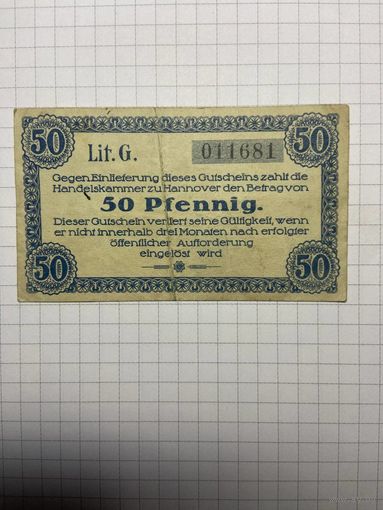 50 Lit. G. 011681 50
Gegen Einlieferung dieses Gutscheins zahlt die
Handelskammer zu Hannover den Betrag von
50 Pfennig.
Dieser Gutschein verliert seine Gültigkeit, wenn
er nicht innerhalb drei Monaten nach erfolgter
öffentlicher Aufforderung
50 eingelöst wird 50